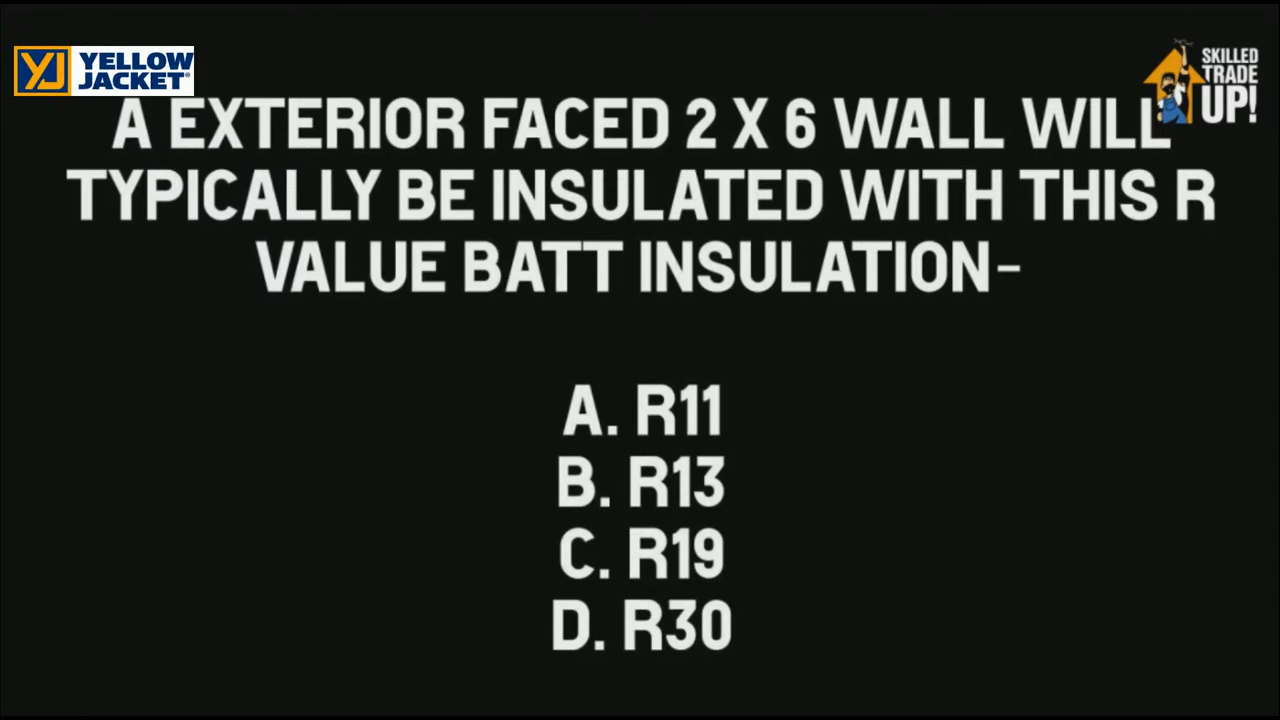 YJ YELLOW
JACKET®
SKILLED
TRADE
UP!
A EXTERIOR FACED 2 X 6 WALL WILL
TYPICALLY BE INSULATED WITH THIS R
VALUE BATT INSULATION-
A. R11
B. R13
C. R19
D. R30